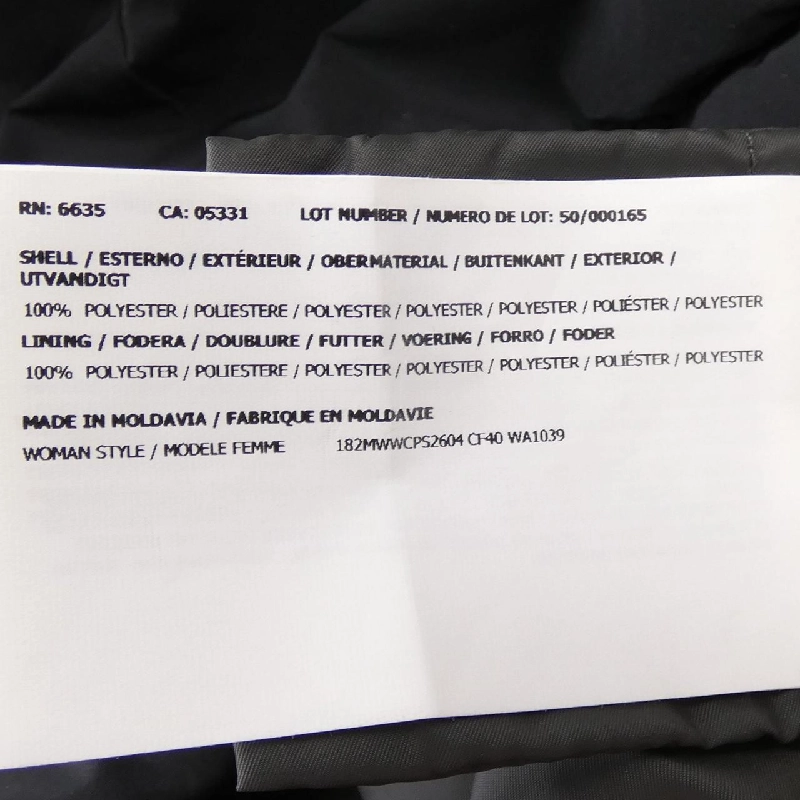 RN: 6635 CA: 05331 LOT NUMBER / NUMERO DE LOT: 50/000165
SHELL / ESTERNO / EXTÉRIEUR / OBERMATERIAL / BUITENKANT / EXTERIOR /
UTVANDIGT
100% POLYESTER / POLIESTERE / POLYESTER / POLYESTER / POLYESTER / POLIÉSTER / POLYESTER
LINING / FODERA / DOUBLURE / FUTTER / VOERING / FORRO / FODER
100% POLYESTER / POLIESTERE / POLYESTER / POLYESTER / POLYESTER / POLIÉSTER / POLYESTER
MADE IN MOLDAVIA / FABRIQUE EN MOLDAVIE
WOMAN STYLE / MODELE FEMME 182MWWCPS2604 CF40 WA1039